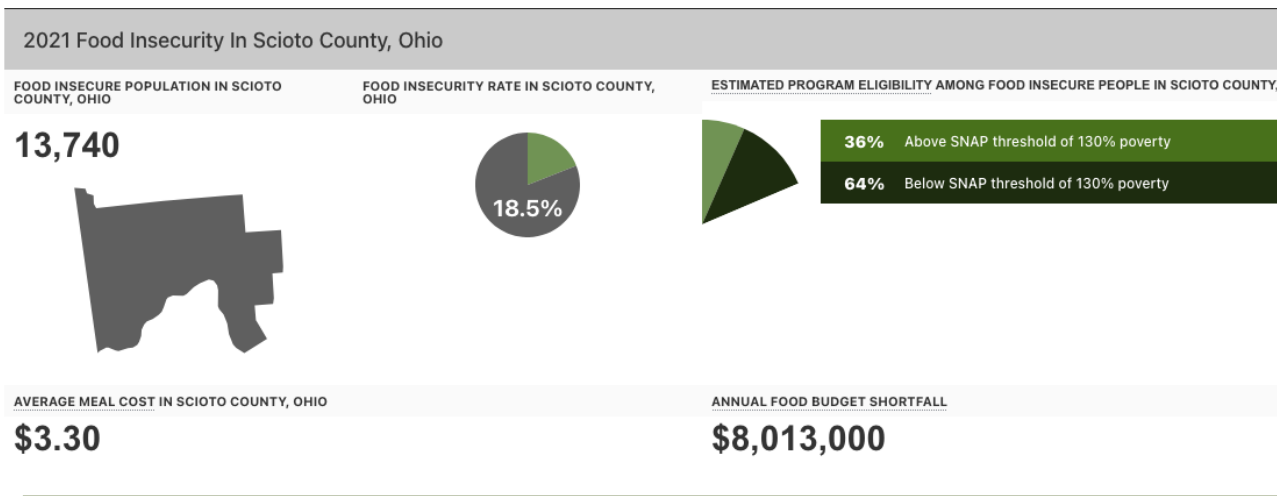 2021 Food Insecurity In Scioto County, Ohio
FOOD INSECURE POPULATION IN SCIOTO
COUNTY, OHIO
13,740
FOOD INSECURITY RATE IN SCIOTO COUNTY,
OHIO
18.5%
ESTIMATED PROGRAM ELIGIBILITY AMONG FOOD INSECURE PEOPLE IN SCIOTO COUNTY,
36% Above SNAP threshold of 130% poverty
64% Below SNAP threshold of 130% poverty
AVERAGE MEAL COST IN SCIOTO COUNTY, OHIO
$3.30
ANNUAL FOOD BUDGET SHORTFALL
$8,013,000